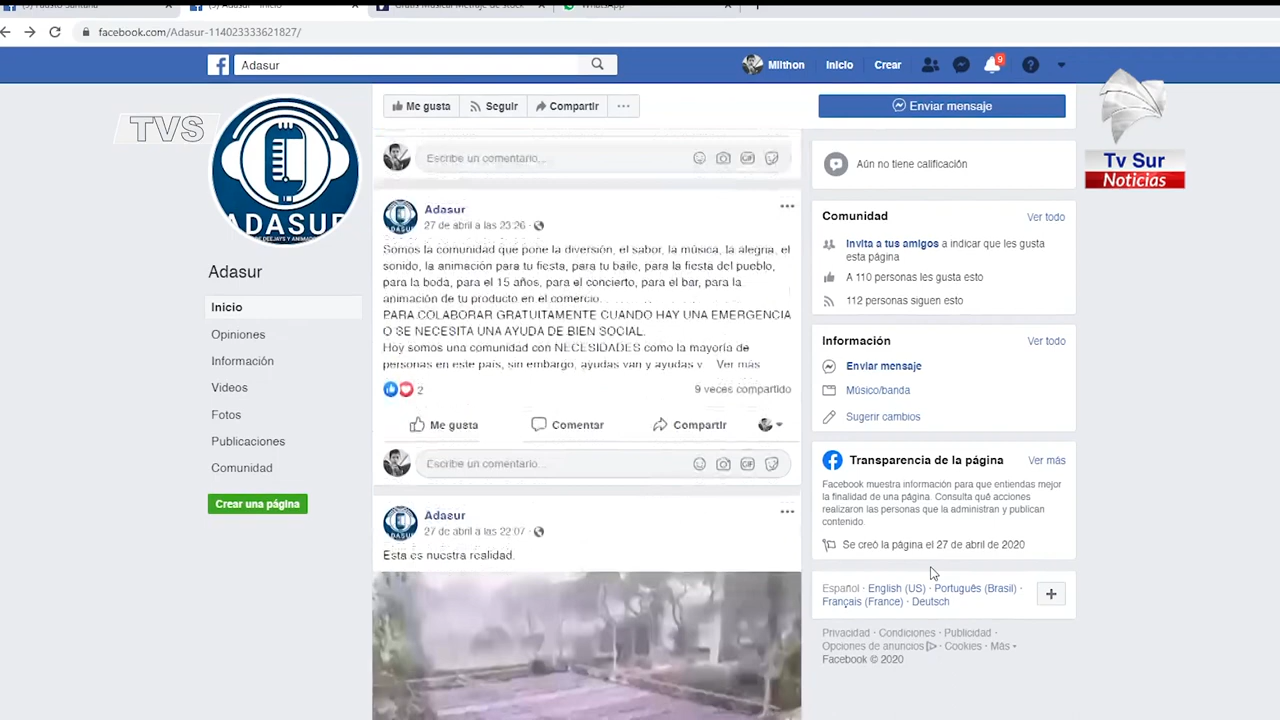 facebook.com/Adasur-114023333621827/
Adasur
Milthon
Inicio
Crear
9
Me gusta
Seguir
Compartir
Enviar mensaje
TVS
Tv Sur
Noticias
ADASUR
Adasur
Inicio
Opiniones
Información
Videos
Fotos
Publicaciones
Comunidad
Crear una página
Escribe un comentario...
Adasur
27 de abril a las 23:26 ·
Somos la comunidad que pone la diversión, el sabor, la música, la alegria, el
sonido, la animación para tu fiesta, para tu baile, para la fiesta del pueblo,
para la boda, para el 15 años, para el concierto, para el bar, para la
animación de tu producto en el comercio.
PARA COLABORAR GRATUITAMENTE CUANDO HAY UNA EMERGENCIA
O SE NECESITA UNA AYUDA DE BIEN SOCIAL.
Hoy somos una comunidad con NECESIDADES como la mayoría de
personas en este país, sin embargo, ayudas van y ayudas v Ver más
2
9 veces compartido
Me gusta
Comentar
Compartir
Escribe un comentario...
Adasur
27 de abril a las 22:07 ·
Esta es nuestra realidad.
Aún no tiene calificación
Comunidad
Ver todo
Invita a tus amigos a indicar que les gusta
esta página
A 110 personas les gusta esto
112 personas siguen esto
Información
Ver todo
Enviar mensaje
Músico/banda
Sugerir cambios
Transparencia de la página
Ver más
Facebook muestra información para que entiendas mejor
la finalidad de una página. Consulta qué acciones
realizaron las personas que la administran y publican
contenido.
Se creó la página el 27 de abril de 2020
Español · English (US) · Português (Brasil) ·
Français (France) · Deutsch
Privacidad · Condiciones · Publicidad ·
Opciones de anuncios · Cookies · Más
Facebook © 2020